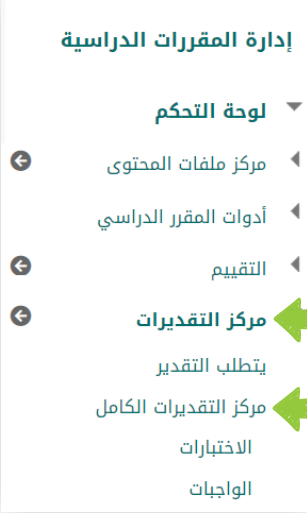 إدارة المقررات الدراسية
لوحة التحكم
مركز ملفات المحتوى
أدوات المقرر الدراسي
التقييم
مركز التقديرات
يتطلب التقدير
مركز التقديرات الكامل
الاختبارات
الواجبات